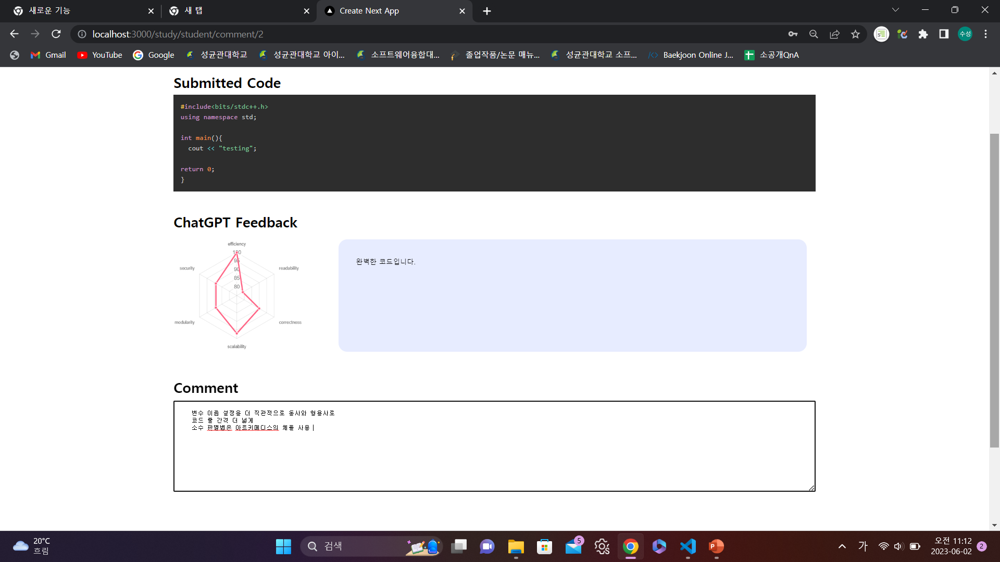 새로운 기능
새 탭
Create Next App
localhost:3000/study/student/comment/2
수성
Gmail
YouTube
Google
성균관대학교
성균관대학교 아이...
소프트웨어융합대...
졸업작품/논문 매뉴...
성균관대학교 소프...
Baekjoon Online J...
소공개QnA
Submitted Code
#include<bits/stdc++.h>
using namespace std;
int main(){
cout << "testing";
return 0;
}
ChatGPT Feedback
efficiency
100
95
90
85
80
security
readability
modularity
correctness
scalability
완벽한 코드입니다.
Comment
변수 이름 설정을 더 직관적으로 동사와 형용사로
코드 줄 간격 더 넓게
소수 판별법은 아르키메디스의 체를 사용
20°C
흐림
검색
5
가
오전 11:12
2023-06-02
2